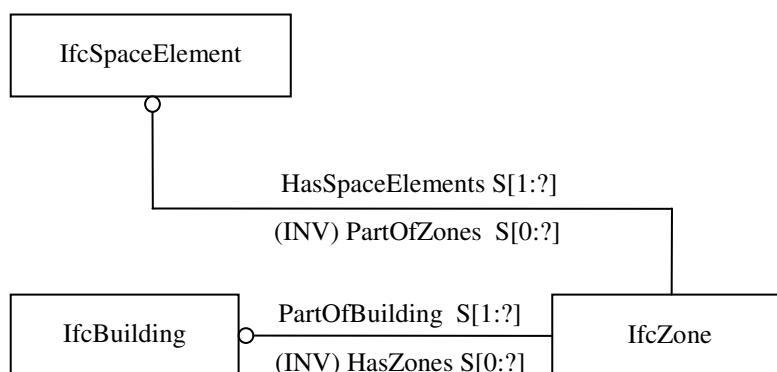 IfcSpaceElement
HasSpaceElements S[1:?]
(INV) PartOfZones S[0:?]
IfcBuilding
PartOfBuilding S[1:?]
(INV) HasZones S[0:?]
IfcZone